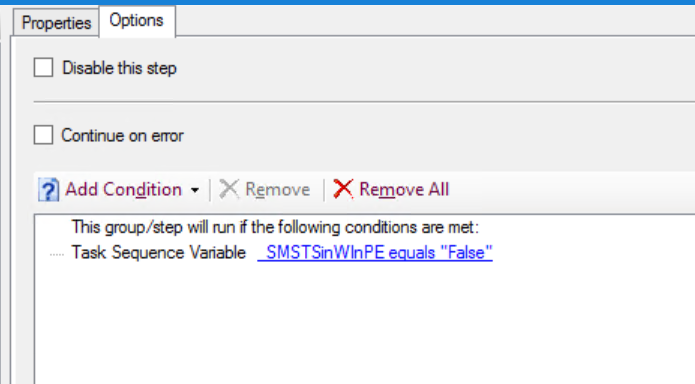 Properties
Options
Disable this step
Continue on error
Add Condition Remove Remove All
This group/step will run if the following conditions are met:
Task Sequence Variable _SMSTSinWInPE equals "False"